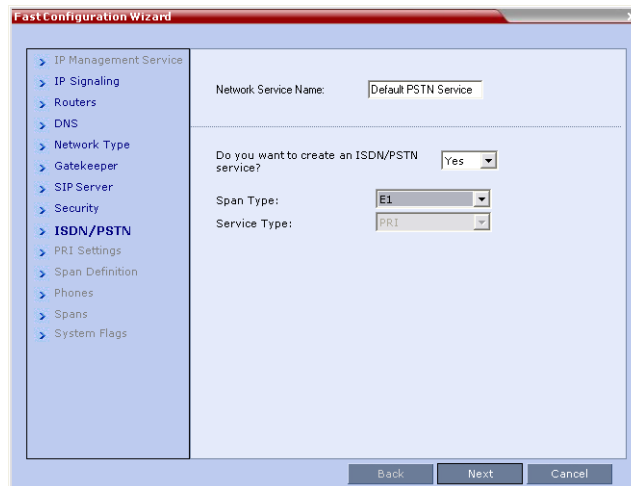 Fast Configuration Wizard
IP Management Service
IP Signaling
Routers
DNS
Network Type
Gatekeeper
SIP Server
Security
ISDN/PSTN
PRI Settings
Span Definition
Phones
Spans
System Flags
Network Service Name: Default PSTN Service
Do you want to create an ISDN/PSTN
service? Yes
Span Type: E1
Service Type: PRI
Back Next Cancel